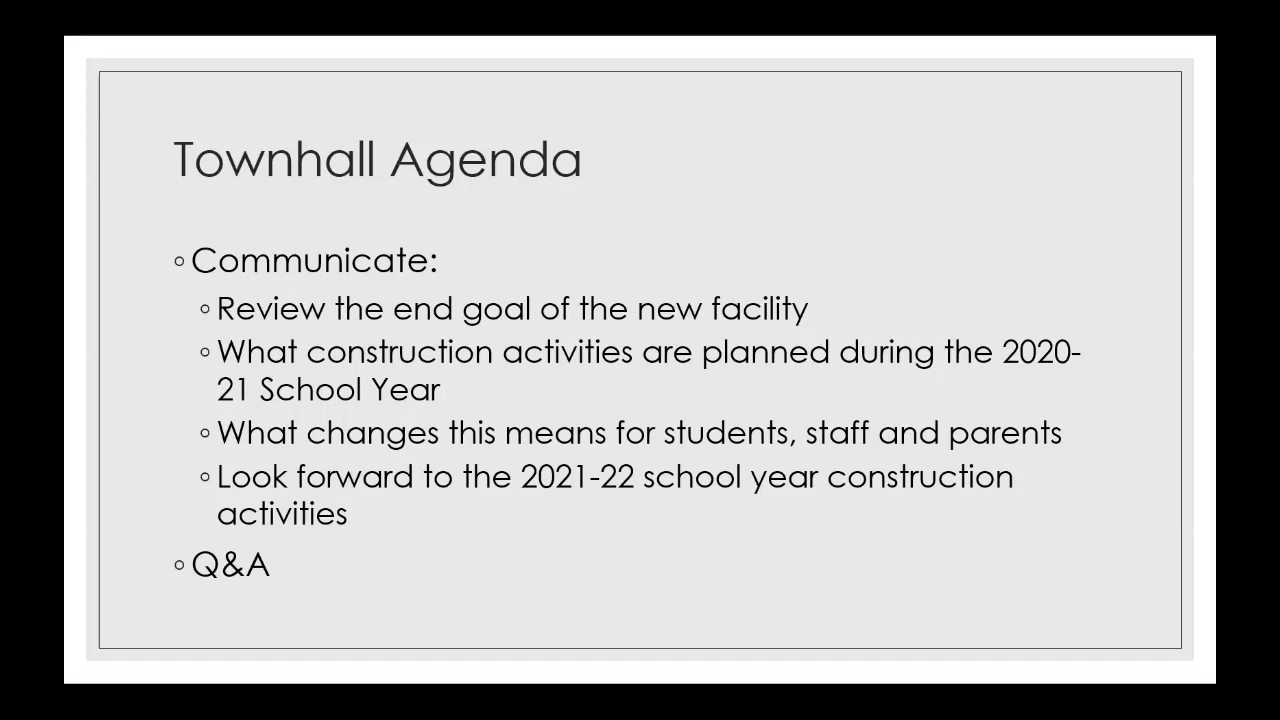 Townhall Agenda
◦ Communicate:
◦ Review the end goal of the new facility
◦ What construction activities are planned during the 2020-
21 School Year
◦ What changes this means for students, staff and parents
◦ Look forward to the 2021-22 school year construction
activities
◦ Q&A